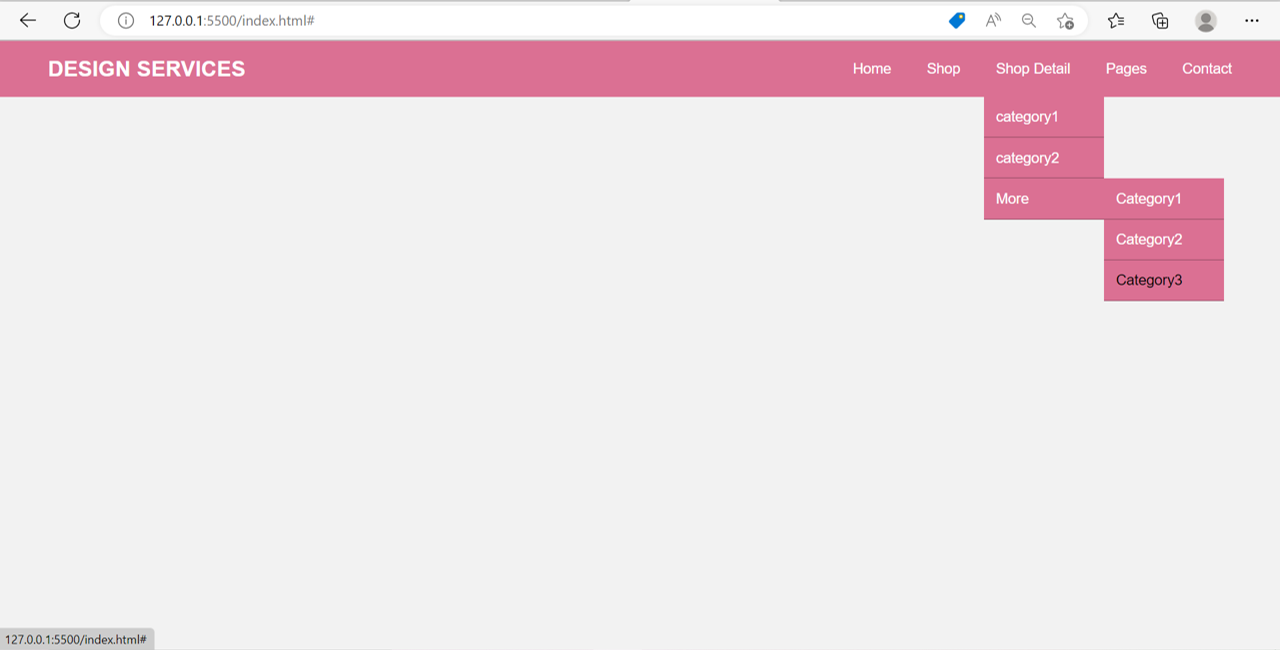 127.0.0.1:5500/index.html#
DESIGN SERVICES
Home Shop Shop Detail Pages Contact
category1
category2
More Category1
Category2
Category3
127.0.0.1:5500/index.html#